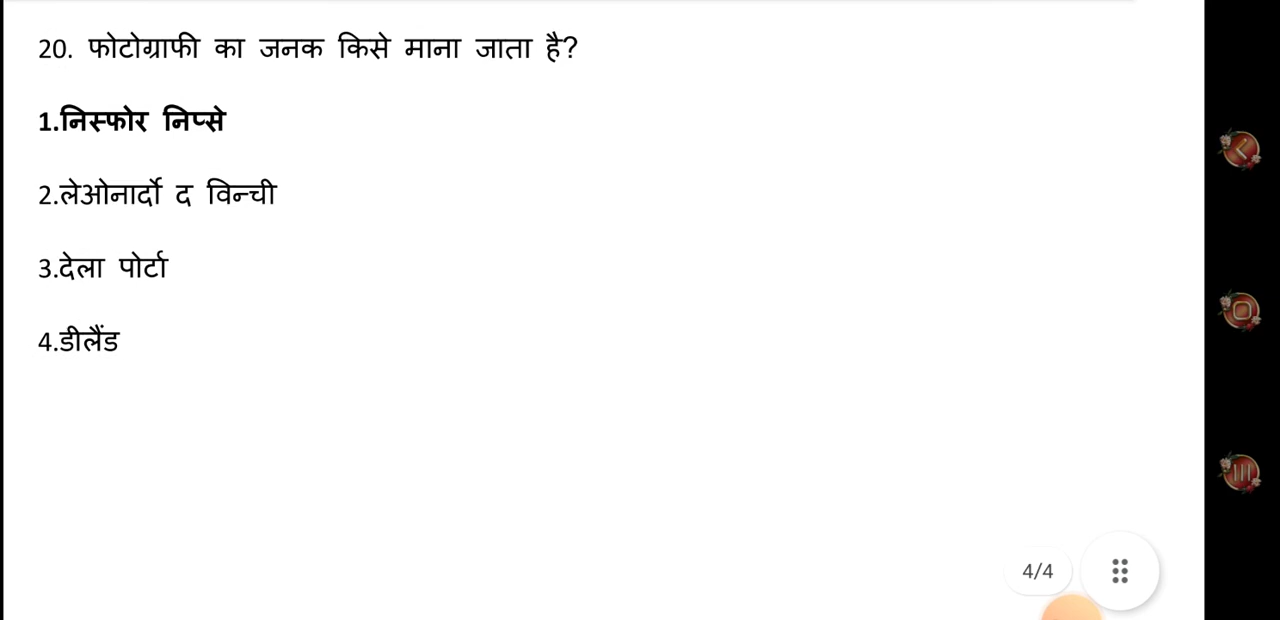 20. फोटोग्राफी का जनक किसे माना जाता है?
1.निस्फोर निप्से
2.लेओनार्दो द विन्ची
3.देला पोर्टा
4.डीलैंड
4/4